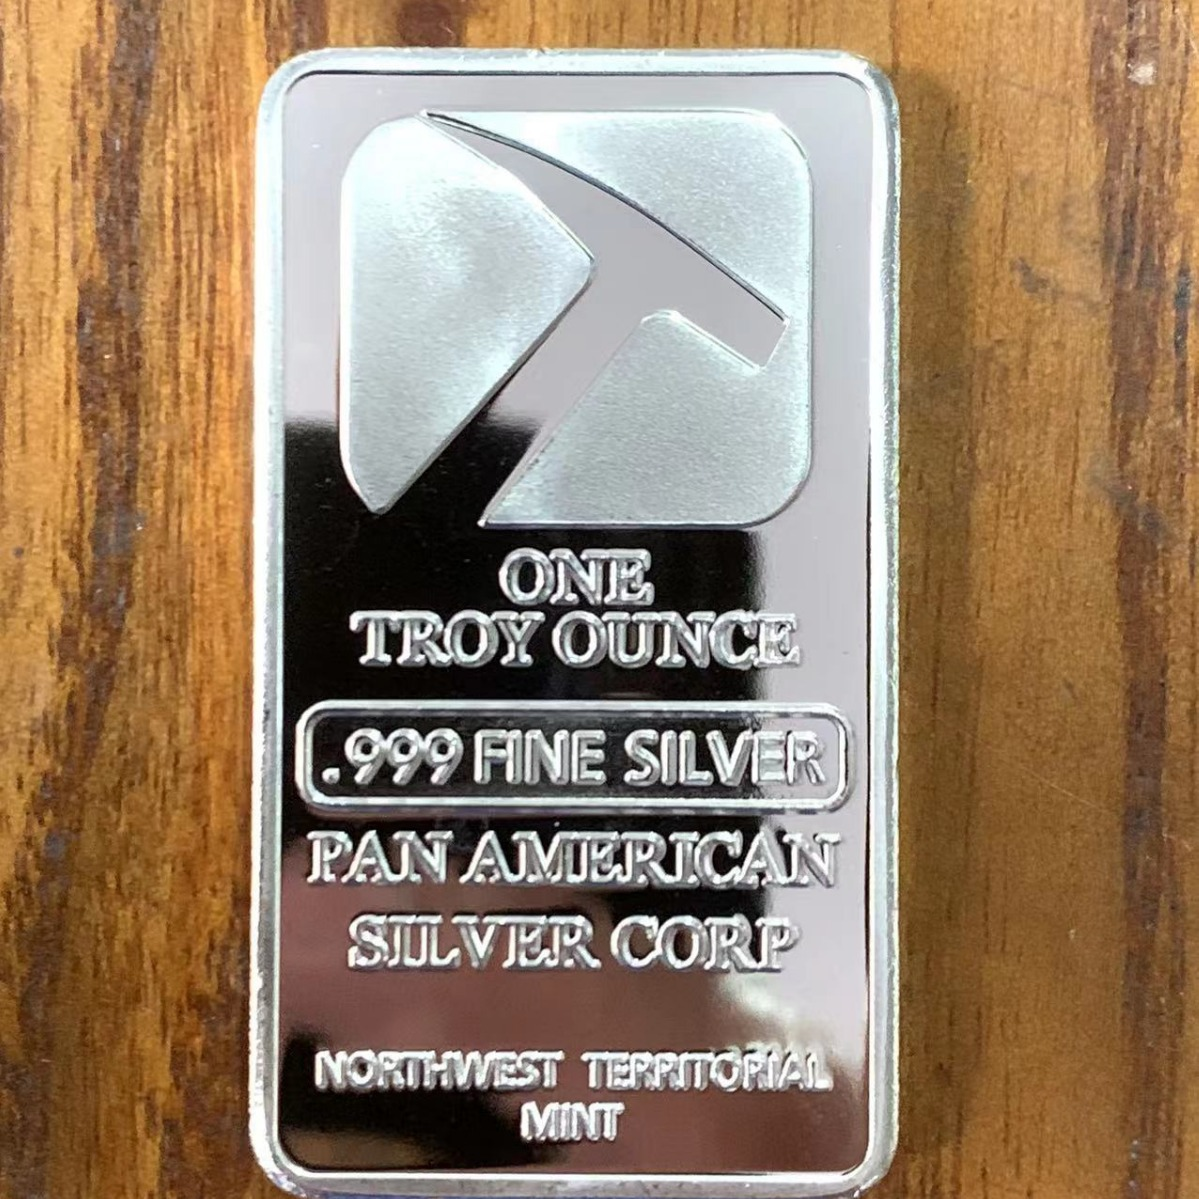 ONE
TROY OUNCE
.999 FINE SILVER
PAN AMERICAN
SILVER CORP
NORTHWEST TERRITORIAL
MINT